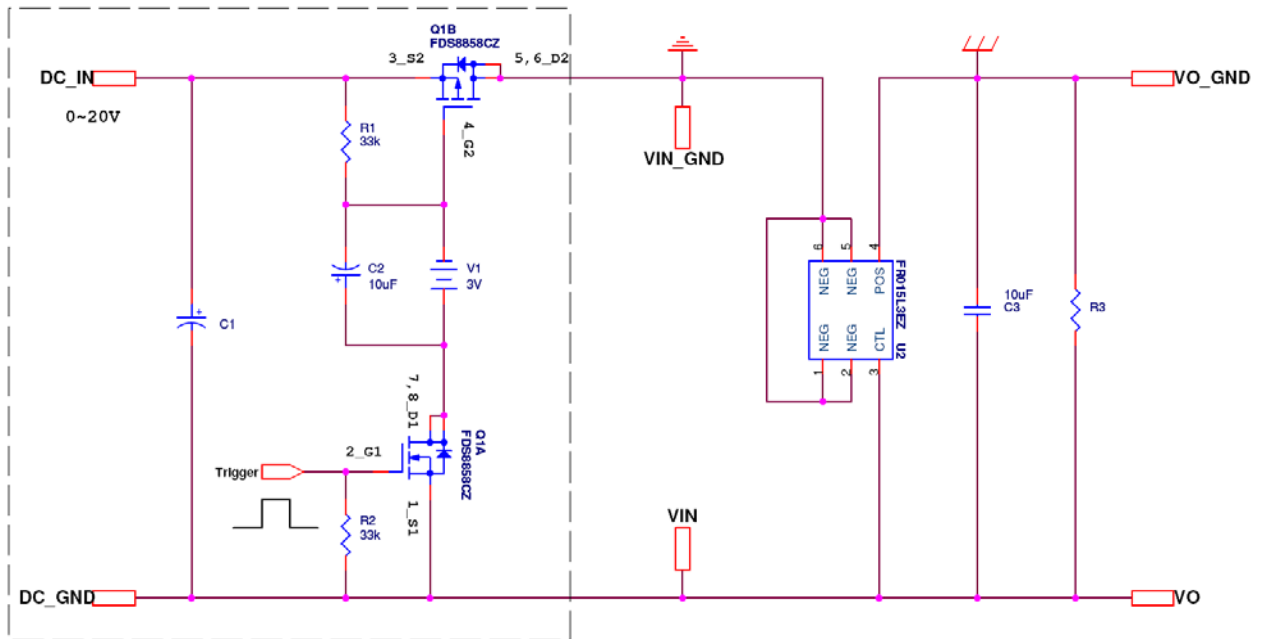 Q1B
FDS8858CZ
3_S2
5,6_D2
DC_IN
0~20V
R1
33k
4_G2
VIN_GND
VO_GND
C2
10uF
+
V1
3V
+
C1
6
5
4
NEG
NEG
POS
NEG
NEG
CTL
1
2
3
FR015L3EZ
U2
10uF
C3
R3
7,8_D1
Q1A
FDS8858CZ
2_G1
Trigger
1_S1
R2
33k
VIN
DC_GND
VO